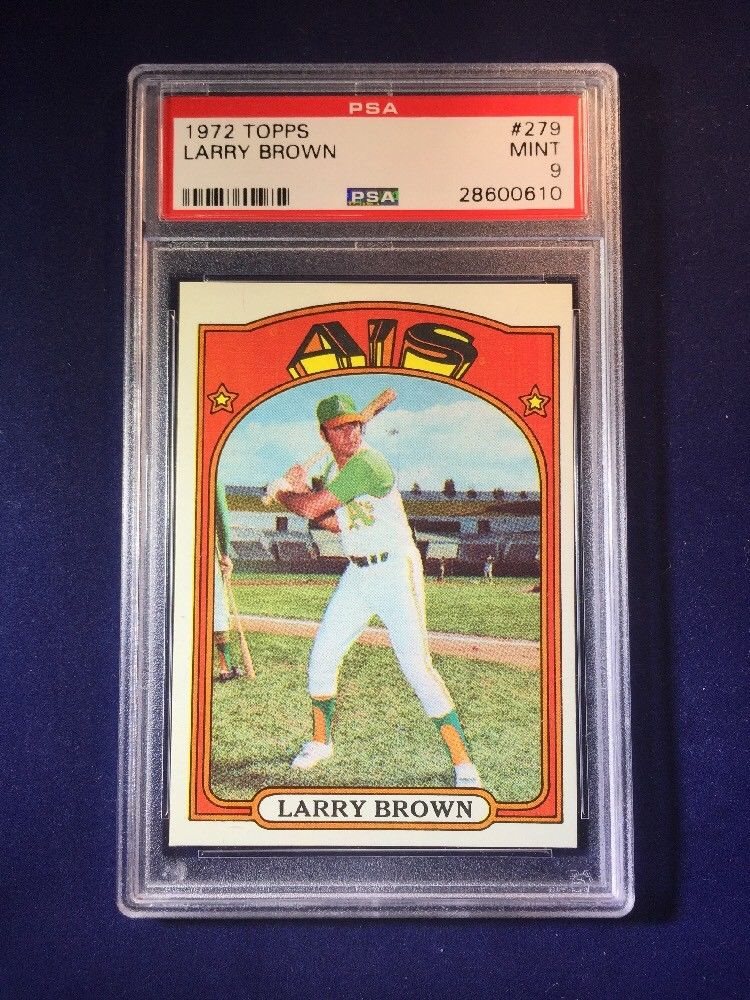 PSA
1972 TOPPS #279
LARRY BROWN MINT
9
PSA 28600610
A'S
A's
LARRY BROWN